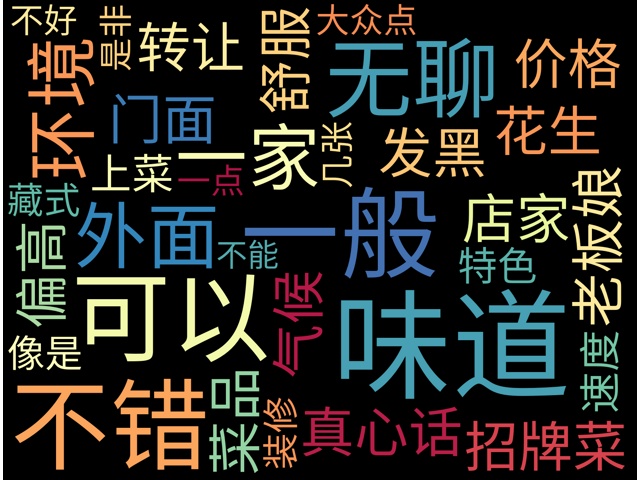 不好
是非
转让
舒服
大众点
无聊
价格
环境
门面
上菜
一家
几张
发黑
花生
一点
藏式
外面
一般
不能
店家
特色
老板娘
偏高
可以
气候
味道
像是
速度
不错
菜品
装修
真心话
招牌菜